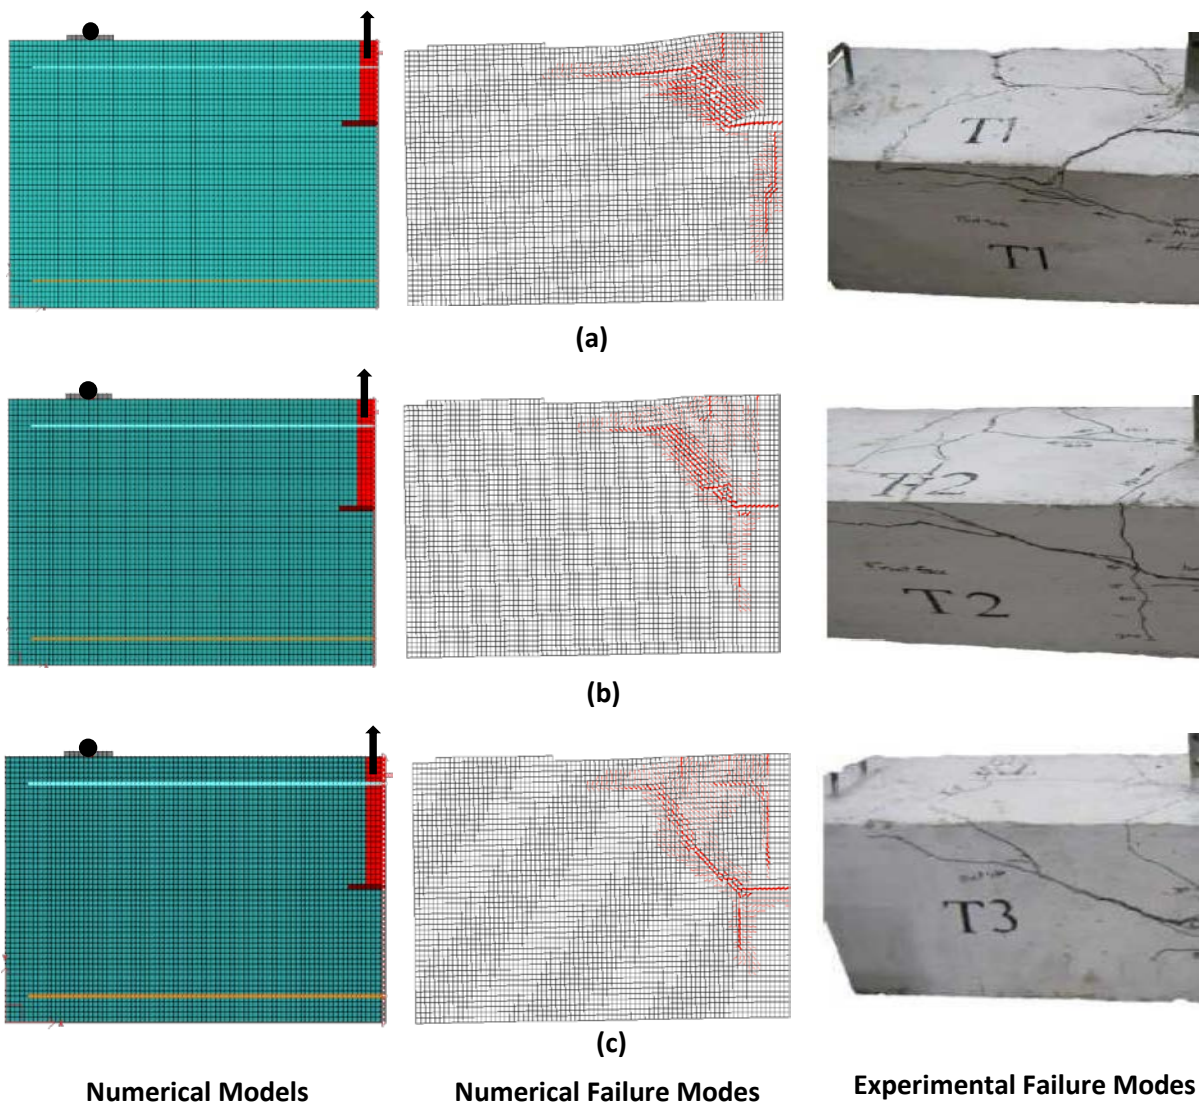 T1
T1
(a)
T2
T2
(b)
T3
(c)
Numerical Models
Numerical Failure Modes
Experimental Failure Modes